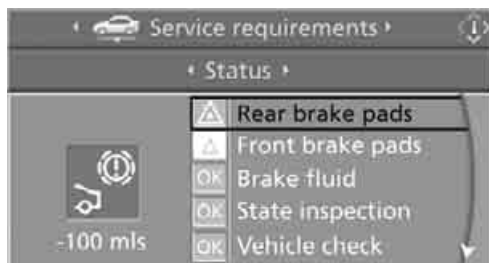 Service requirements
Status
Rear brake pads
Front brake pads
OK Brake fluid
OK State inspection
OK Vehicle check
-100 mls